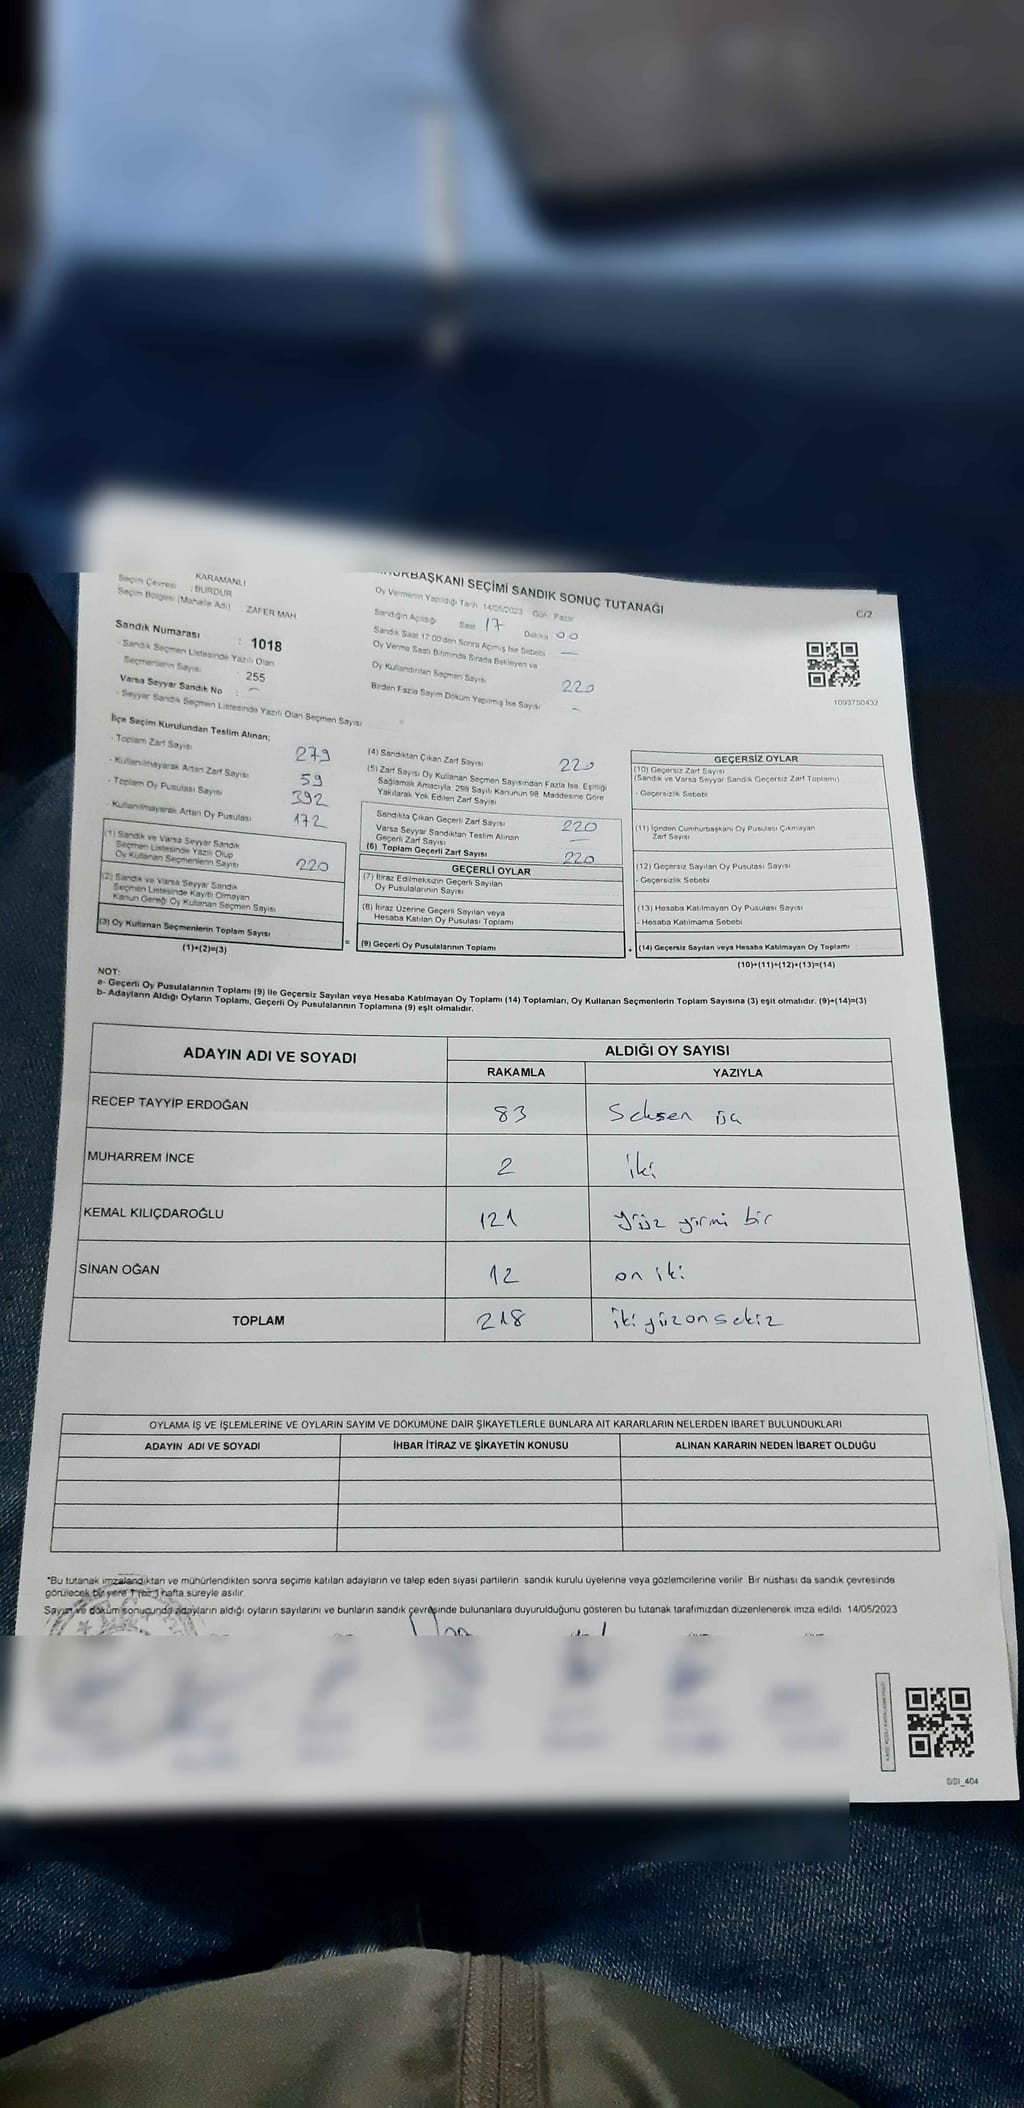 KARAMANLI
Seçim Çevresi : BURDUR
Seçim Bölgesi (Mahalle Adı) ZAFER MAH
Sandık Numarası : 1018
- Sandık Seçmen Listesinde Yazılı Olan
Seçmenlerin Sayısı : 255
Varsa Seyyar Sandık No : -
- Seyyar Sandık Seçmen Listesinde Yazılı Olan Seçmen Sayısı
BAŞKANI SEÇİMİ SANDIK SONUÇ TUTANAĞI
C/2
Oy Vermenin Yapıldığı Tarih 14/05/2023 Gün Pazar
Sandığın Açıldığı Saat 17 Dakika 00
Sandık Saat 17:00'den Sonra Açmış İse Sebebi —
Oy Verme Saati Bitiminde Sırada Bekleyen ve
Oy Kullandırılan Seçmen Sayısı 220
Birden Fazla Sayım Döküm Yapılmış İse Sayısı -
1093750432
İlçe Seçim Kurulundan Teslim Alınan;
- Toplam Zarf Sayısı 279
- Kullanılmayarak Artan Zarf Sayısı 59
- Toplam Oy Pusulası Sayısı 392
- Kullanılmayarak Artan Oy Pusulası 172
(1) Sandık ve Varsa Seyyar Sandık
Seçmen Listesinde Yazılı Olup
Oy Kullanan Seçmenlerin Sayısı 220
(2) Sandık ve Varsa Seyyar Sandık
Seçmen Listesinde Kayıtlı Olmayan
Kanun Gereği Oy Kullanan Seçmen Sayısı
(3) Oy Kullanan Seçmenlerin Toplam Sayısı
(1)+(2)=(3)
=
(4) Sandıktan Çıkan Zarf Sayısı 220
(5) Zarf Sayısı Oy Kullanan Seçmen Sayısından Fazla İse, Eşitliği
Sağlamak Amacıyla, 298 Sayılı Kanunun 98. Maddesine Göre
Yakılarak Yok Edilen Zarf Sayısı —
Sandıkta Çıkan Geçerli Zarf Sayısı 220
Varsa Seyyar Sandıktan Teslim Alınan
Geçerli Zarf Sayısı —
(6) Toplam Geçerli Zarf Sayısı 220
GEÇERLİ OYLAR
(7) İtiraz Edilmeksizin Geçerli Sayılan
Oy Pusulalarının Sayısı
(8) İtiraz Üzerine Geçerli Sayılan veya
Hesaba Katılan Oy Pusulası Toplamı
(9) Geçerli Oy Pusulalarının Toplamı
+
GEÇERSİZ OYLAR
(10) Geçersiz Zarf Sayısı
(Sandık ve Varsa Seyyar Sandık Geçersiz Zarf Toplamı)
- Geçersizlik Sebebi
(11) İçinden Cumhurbaşkanı Oy Pusulası Çıkmayan
Zarf Sayısı
(12) Geçersiz Sayılan Oy Pusulası Sayısı
- Geçersizlik Sebebi
(13) Hesaba Katılmayan Oy Pusulası Sayısı
- Hesaba Katılmama Sebebi
(14) Geçersiz Sayılan veya Hesaba Katılmayan Oy Toplamı
(10)+(11)+(12)+(13)=(14)
NOT:
a- Geçerli Oy Pusulalarının Toplamı (9) ile Geçersiz Sayılan veya Hesaba Katılmayan Oy Toplamı (14) Toplamları, Oy Kullanan Seçmenlerin Toplam Sayısına (3) eşit olmalıdır. (9)+(14)=(3)
b- Adayların Aldığı Oyların Toplamı, Geçerli Oy Pusulalarının Toplamına (9) eşit olmalıdır.
ADAYIN ADI VE SOYADI ALDIĞI OY SAYISI
RAKAMLA YAZIYLA
RECEP TAYYİP ERDOĞAN 83 Seksen üç
MUHARREM İNCE 2 iki
KEMAL KILIÇDAROĞLU 121 yüz yirmi bir
SİNAN OĞAN 12 on iki
TOPLAM 218 iki yüz on sekiz
OYLAMA İŞ VE İŞLEMLERİNE VE OYLARIN SAYIM VE DÖKÜMÜNE DAİR ŞİKAYETLERLE BUNLARA AİT KARARLARIN NELERDEN İBARET BULUNDUKLARI
ADAYIN ADI VE SOYADI İHBAR İTİRAZ VE ŞİKAYETİN KONUSU ALINAN KARARIN NEDEN İBARET OLDUĞU
*Bu tutanak imzalandıktan ve mühürlendikten sonra seçime katılan adayların ve talep eden siyasi partilerin sandık kurulu üyelerine veya gözlemcilerine verilir. Bir nüshası da sandık çevresinde
görülecek bir yere 1 (bir) hafta süreyle asılır.
Sayım ve döküm sonucunda adayların aldığı oyların sayılarını ve bunların sandık çevresinde bulunanlara duyurulduğunu gösteren bu tutanak tarafımızdan düzenlenerek imza edildi. 14/05/2023
SSI_404